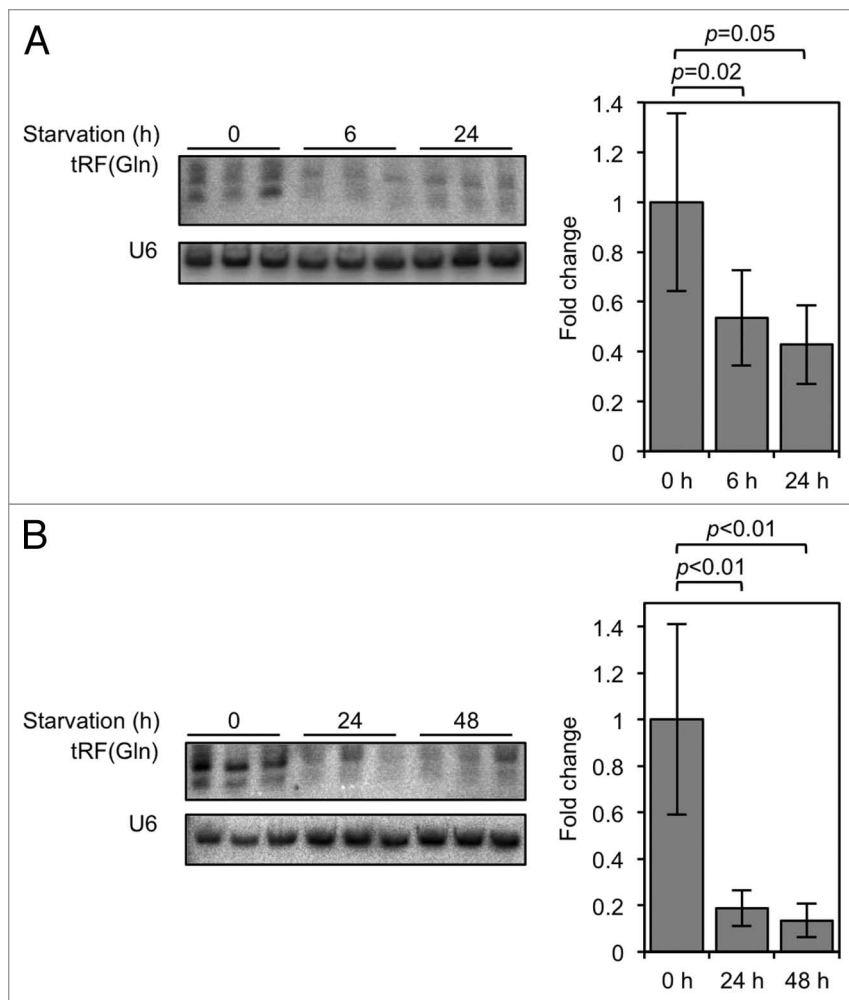 A
Starvation (h) 0 6 24
tRF(Gln)
U6
p=0.05
p=0.02
Fold change
1.4
1.2
1
0.8
0.6
0.4
0.2
0
0 h 6 h 24 h
B
Starvation (h) 0 24 48
tRF(Gln)
U6
p<0.01
p<0.01
Fold change
1.4
1.2
1
0.8
0.6
0.4
0.2
0
0 h 24 h 48 h